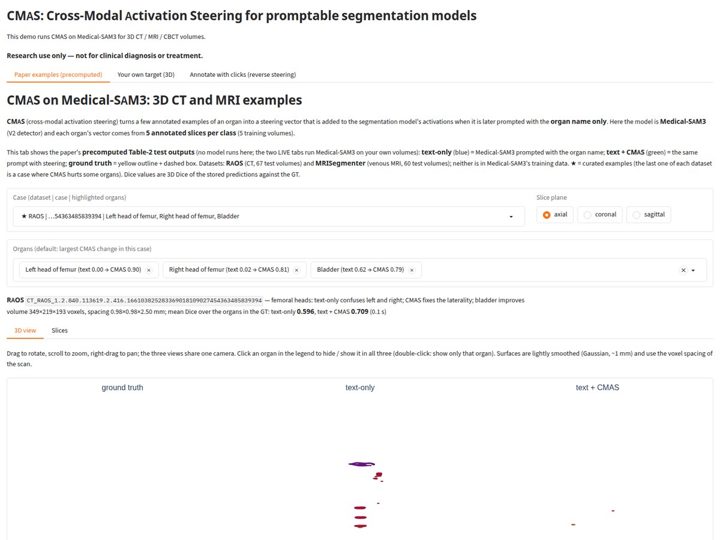 CMAS: Cross-Modal Activation Steering for promptable segmentation models
This demo runs CMAS on Medical-SAM3 for 3D CT / MRI / CBCT volumes.
Research use only — not for clinical diagnosis or treatment.
Paper examples (precomputed) Your own target (3D) Annotate with clicks (reverse steering)
CMAS on Medical-SAM3: 3D CT and MRI examples
CMAS (cross-modal activation steering) turns a few annotated examples of an organ into a steering vector that is added to the segmentation model's activations when it is later prompted with the organ name only. Here the model is Medical-SAM3
(V2 detector) and each organ's vector comes from 5 annotated slices per class (5 training volumes).
This tab shows the paper's precomputed Table-2 test outputs (no model runs here; the two LIVE tabs run Medical-SAM3 on your own volumes): text-only (blue) = Medical-SAM3 prompted with the organ name; text + CMAS (green) = the same
prompt with steering; ground truth = yellow outline + dashed box. Datasets: RAOS (CT, 67 test volumes) and MRISegmenter (venous MRI, 60 test volumes); neither is in Medical-SAM3's training data. ★ = curated examples (the last one of each dataset
is a case where CMAS hurts some organs). Dice values are 3D Dice of the stored predictions against the GT.
Case (dataset | case | highlighted organs)
★ RAOS | …54363485839394 | Left head of femur, Right head of femur, Bladder
Slice plane
axial coronal sagittal
Organs (default: largest CMAS change in this case)
Left head of femur (text 0.00 → CMAS 0.90) × Right head of femur (text 0.02 → CMAS 0.81) × Bladder (text 0.62 → CMAS 0.79) ×
RAOS CT_RAOS_1.2.840.113619.2.416.16610382528336901810902745436348583939​4 — femoral heads: text-only confuses left and right; CMAS fixes the laterality; bladder improves
volume 349×219×193 voxels, spacing 0.98×0.98×2.50 mm; mean Dice over the organs in the GT: text-only 0.596, text + CMAS 0.709 (0.1 s)
3D view Slices
Drag to rotate, scroll to zoom, right-drag to pan; the three views share one camera. Click an organ in the legend to hide / show it in all three (double-click: show only that organ). Surfaces are lightly smoothed (Gaussian, ~1 mm) and use the voxel spacing of
the scan.
ground truth text-only text + CMAS